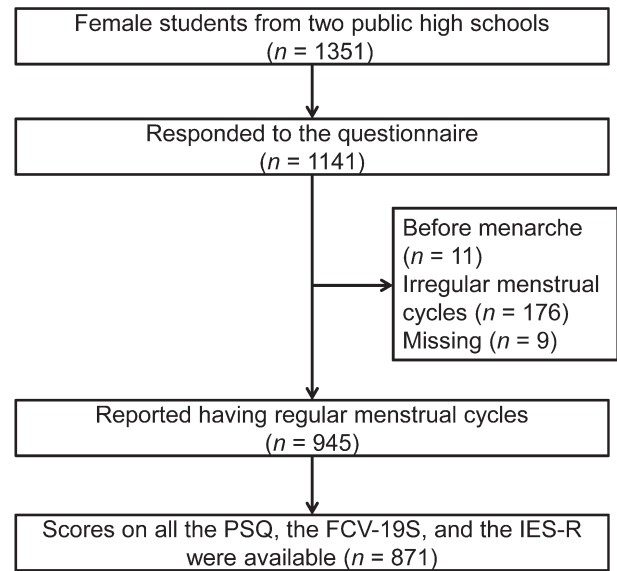 Female students from two public high schools
(n = 1351)
Responded to the questionnaire
(n = 1141)
Before menarche
(n = 11)
Irregular menstrual
cycles (n = 176)
Missing (n = 9)
Reported having regular menstrual cycles
(n = 945)
Scores on all the PSQ, the FCV-19S, and the IES-R
were available (n = 871)